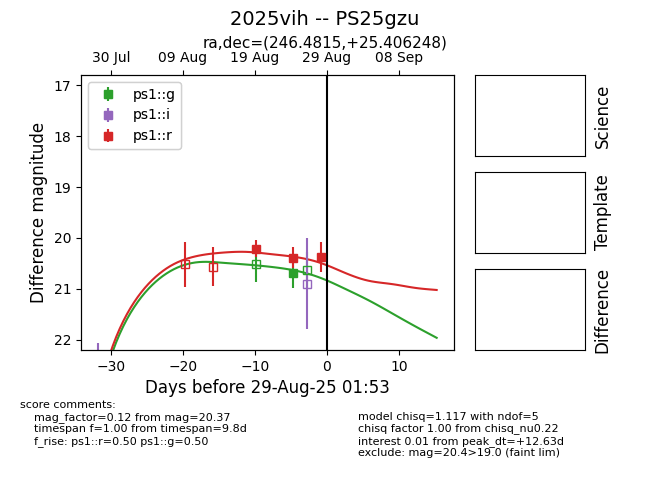 2025vih -- PS25gzu
ra,dec=(246.4815,+25.406248)
30 Jul 09 Aug 19 Aug 29 Aug 08 Sep
ps1::g
ps1::i
ps1::r
17
18
19
20
21
22
Difference magnitude
−30 −20 −10 0 10
Days before 29-Aug-25 01:53
Science
Template
Difference
score comments:
mag_factor=0.12 from mag=20.37
timespan f=1.00 from timespan=9.8d
f_rise: ps1::r=0.50 ps1::g=0.50
model chisq=1.117 with ndof=5
chisq factor 1.00 from chisq_nu0.22
interest 0.01 from peak_dt=+12.63d
exclude: mag=20.4>19.0 (faint lim)